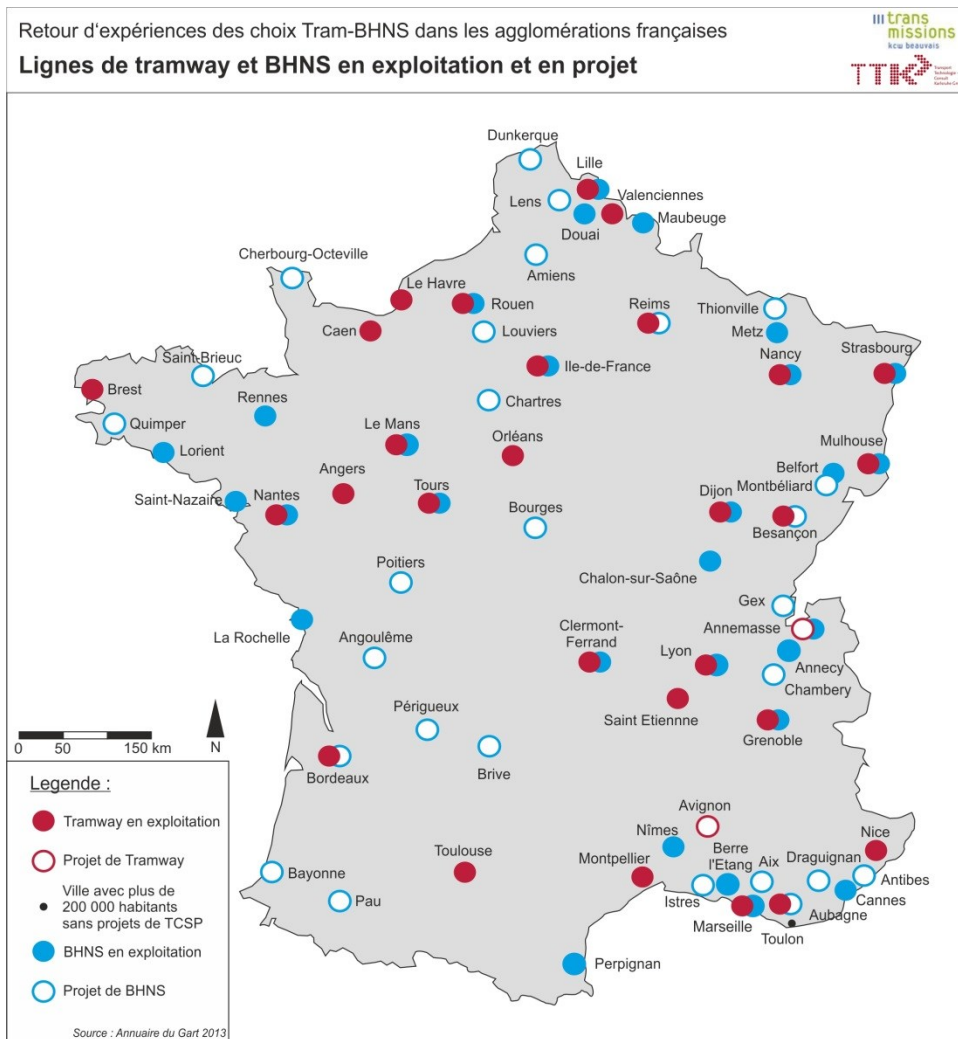 Retour d'expériences des choix Tram-BHNS dans les agglomérations françaises
Lignes de tramway et BHNS en exploitation et en projet
trans
missions
kcw beauvais
TTK
Dunkerque
Lille
Lens
Valenciennes
Douai
Maubeuge
Cherbourg-Octeville
Amiens
Le Havre
Rouen
Reims
Thionville
Caen
Louviers
Metz
Saint-Brieuc
Ile-de-France
Nancy
Strasbourg
Brest
Rennes
Chartres
Quimper
Le Mans
Orléans
Lorient
Mulhouse
Belfort
Angers
Montbéliard
Saint-Nazaire
Nantes
Tours
Dijon
Bourges
Besançon
Poitiers
Chalon-sur-Saône
Gex
La Rochelle
Angoulême
Clermont-
Ferrand
Annemasse
Lyon
Annecy
Chambery
Périgueux
Saint Etiennne
N
0 50 150 km
Grenoble
Bordeaux
Brive
Avignon
Nîmes
Nice
Toulouse
Montpellier
Berre
l'Etang
Aix
Draguignan
Bayonne
Antibes
Pau
Istres
Cannes
Marseille
Aubagne
Toulon
Perpignan
Legende :
Tramway en exploitation
Projet de Tramway
Ville avec plus de
200 000 habitants
sans projets de TCSP
BHNS en exploitation
Projet de BHNS
Source : Annuaire du Gart 2013